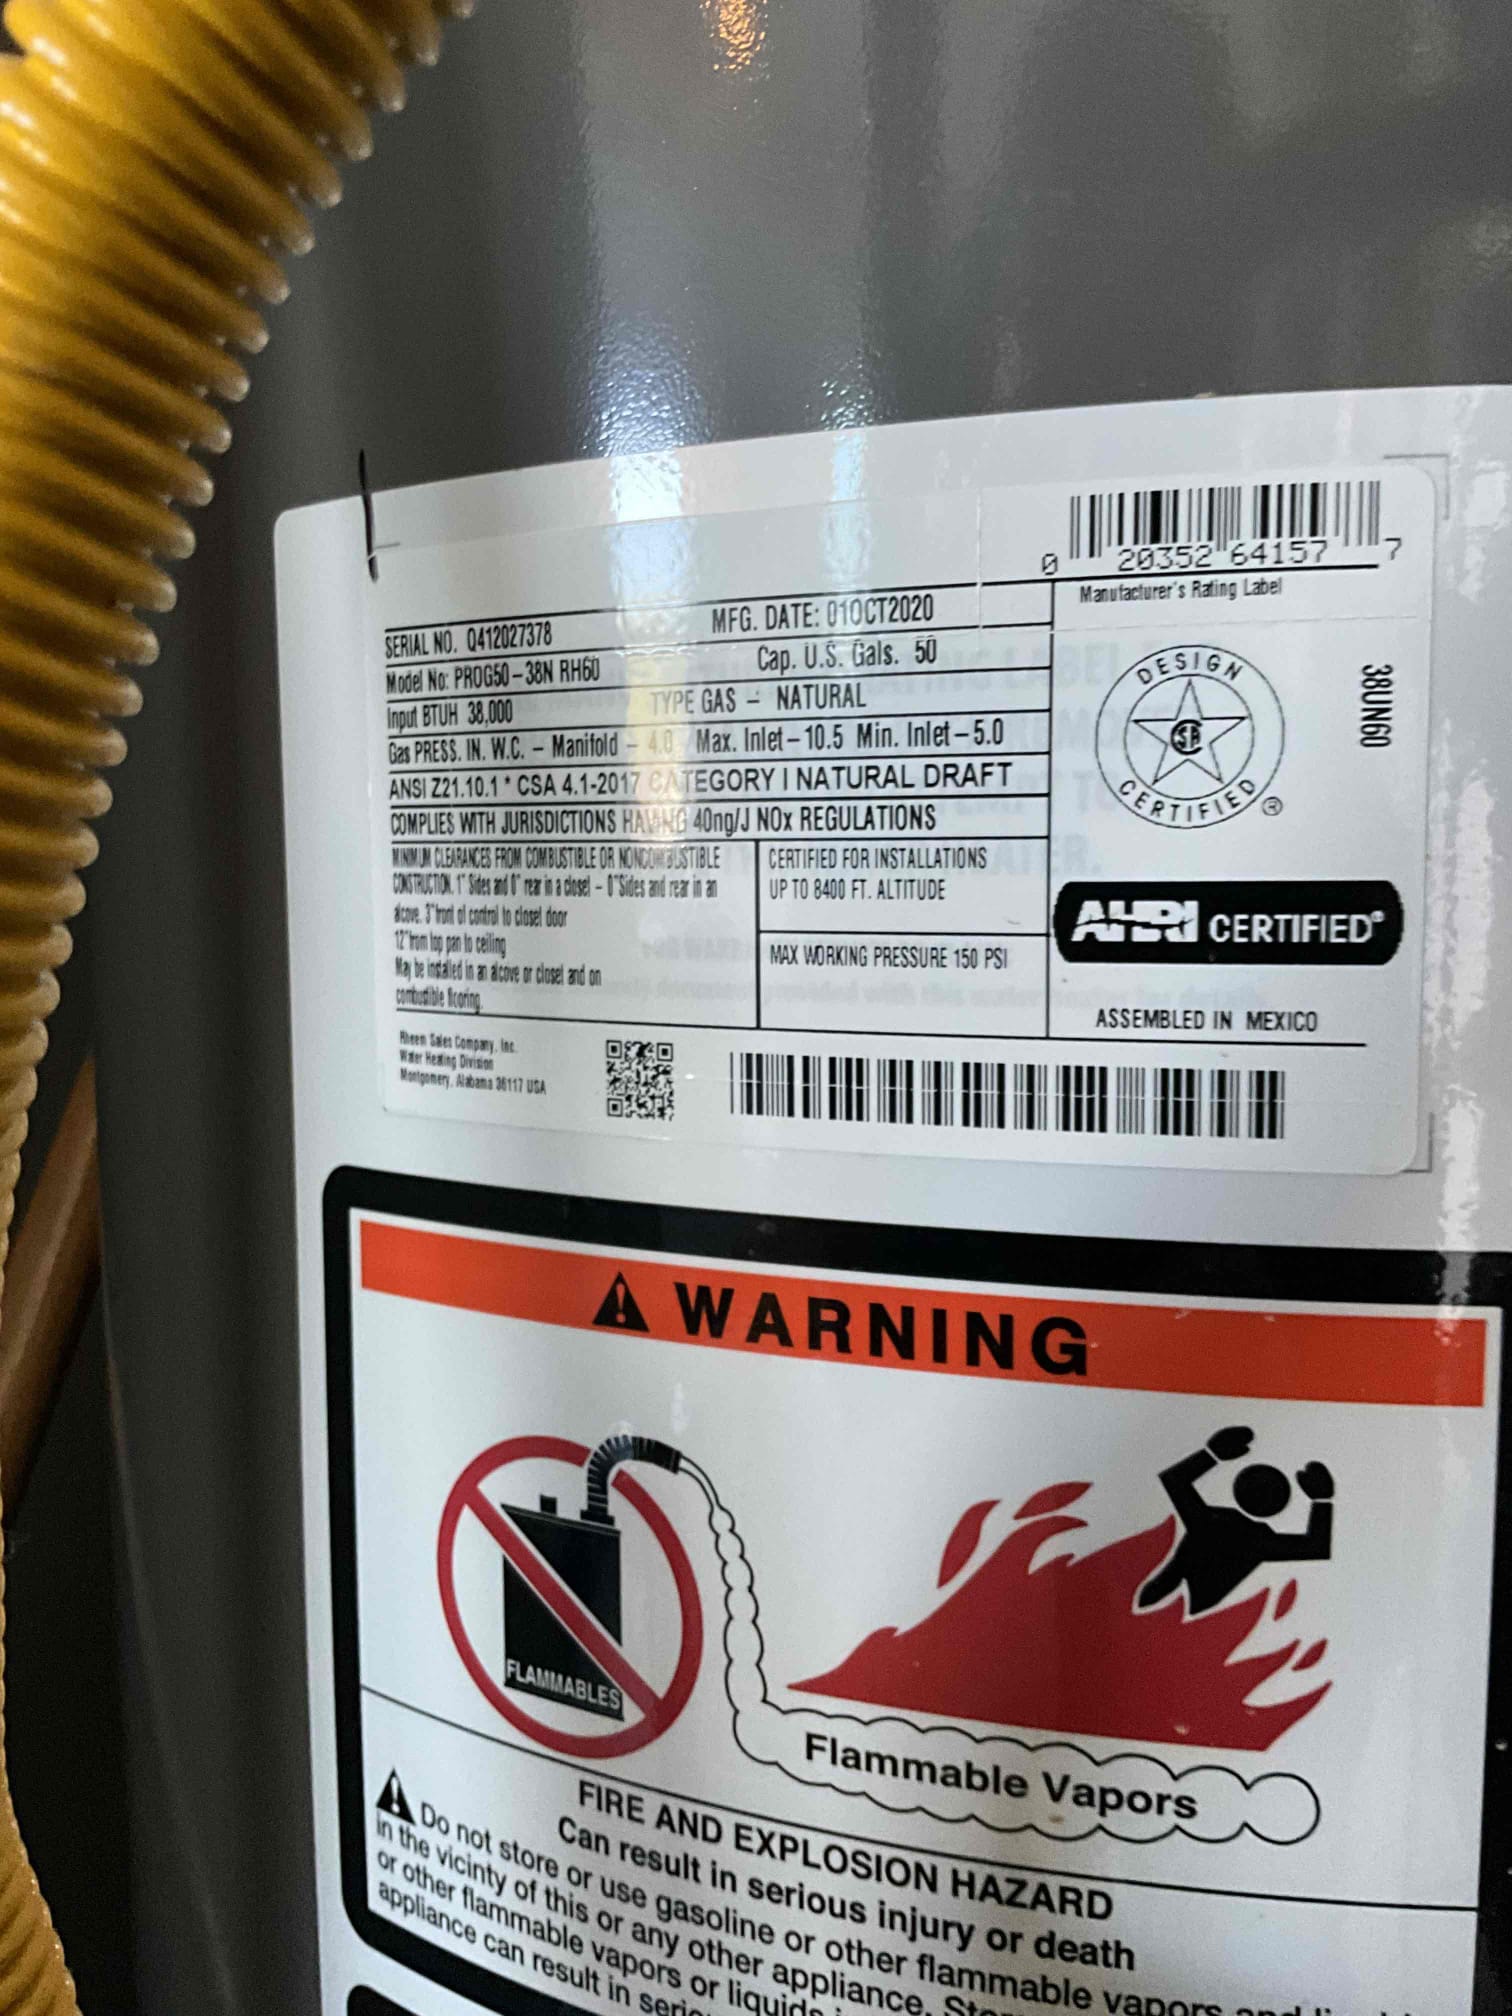 0 20352 64157 7
Manufacturer's Rating Label
SERIAL NO. Q412027378 MFG. DATE: 01OCT2020
Model No: PROG50-38N RH60 Cap. U.S. Gals. 50
Input BTUH 38,000 TYPE GAS - NATURAL
Gas PRESS. IN. W.C. - Manifold - 4.0 Max. Inlet-10.5 Min. Inlet-5.0
ANSI Z21.10.1 * CSA 4.1-2017 CATEGORY I NATURAL DRAFT
COMPLIES WITH JURISDICTIONS HAVING 40ng/J NOx REGULATIONS
MINIMUM CLEARANCES FROM COMBUSTIBLE OR NONCOMBUSTIBLE
CONSTRUCTION. 1" Sides and 0" rear in a closet - 0" Sides and rear in an
alcove. 3" front of control to closet door
12" from top pan to ceiling
May be installed in an alcove or closet and on
combustible flooring.
CERTIFIED FOR INSTALLATIONS
UP TO 8400 FT. ALTITUDE
MAX WORKING PRESSURE 150 PSI
DESIGN
CERTIFIED ®
38UN60
AHRI CERTIFIED®
ASSEMBLED IN MEXICO
Rheem Sales Company, Inc.
Water Heating Division
Montgomery, Alabama 36117 USA
WARNING
FLAMMABLES
Flammable Vapors
FIRE AND EXPLOSION HAZARD
Can result in serious injury or death
Do not store or use gasoline or other flammable vapors and
in the vicinty of this or any other appliance.
or other flammable vapors or liquids
appliance can result in